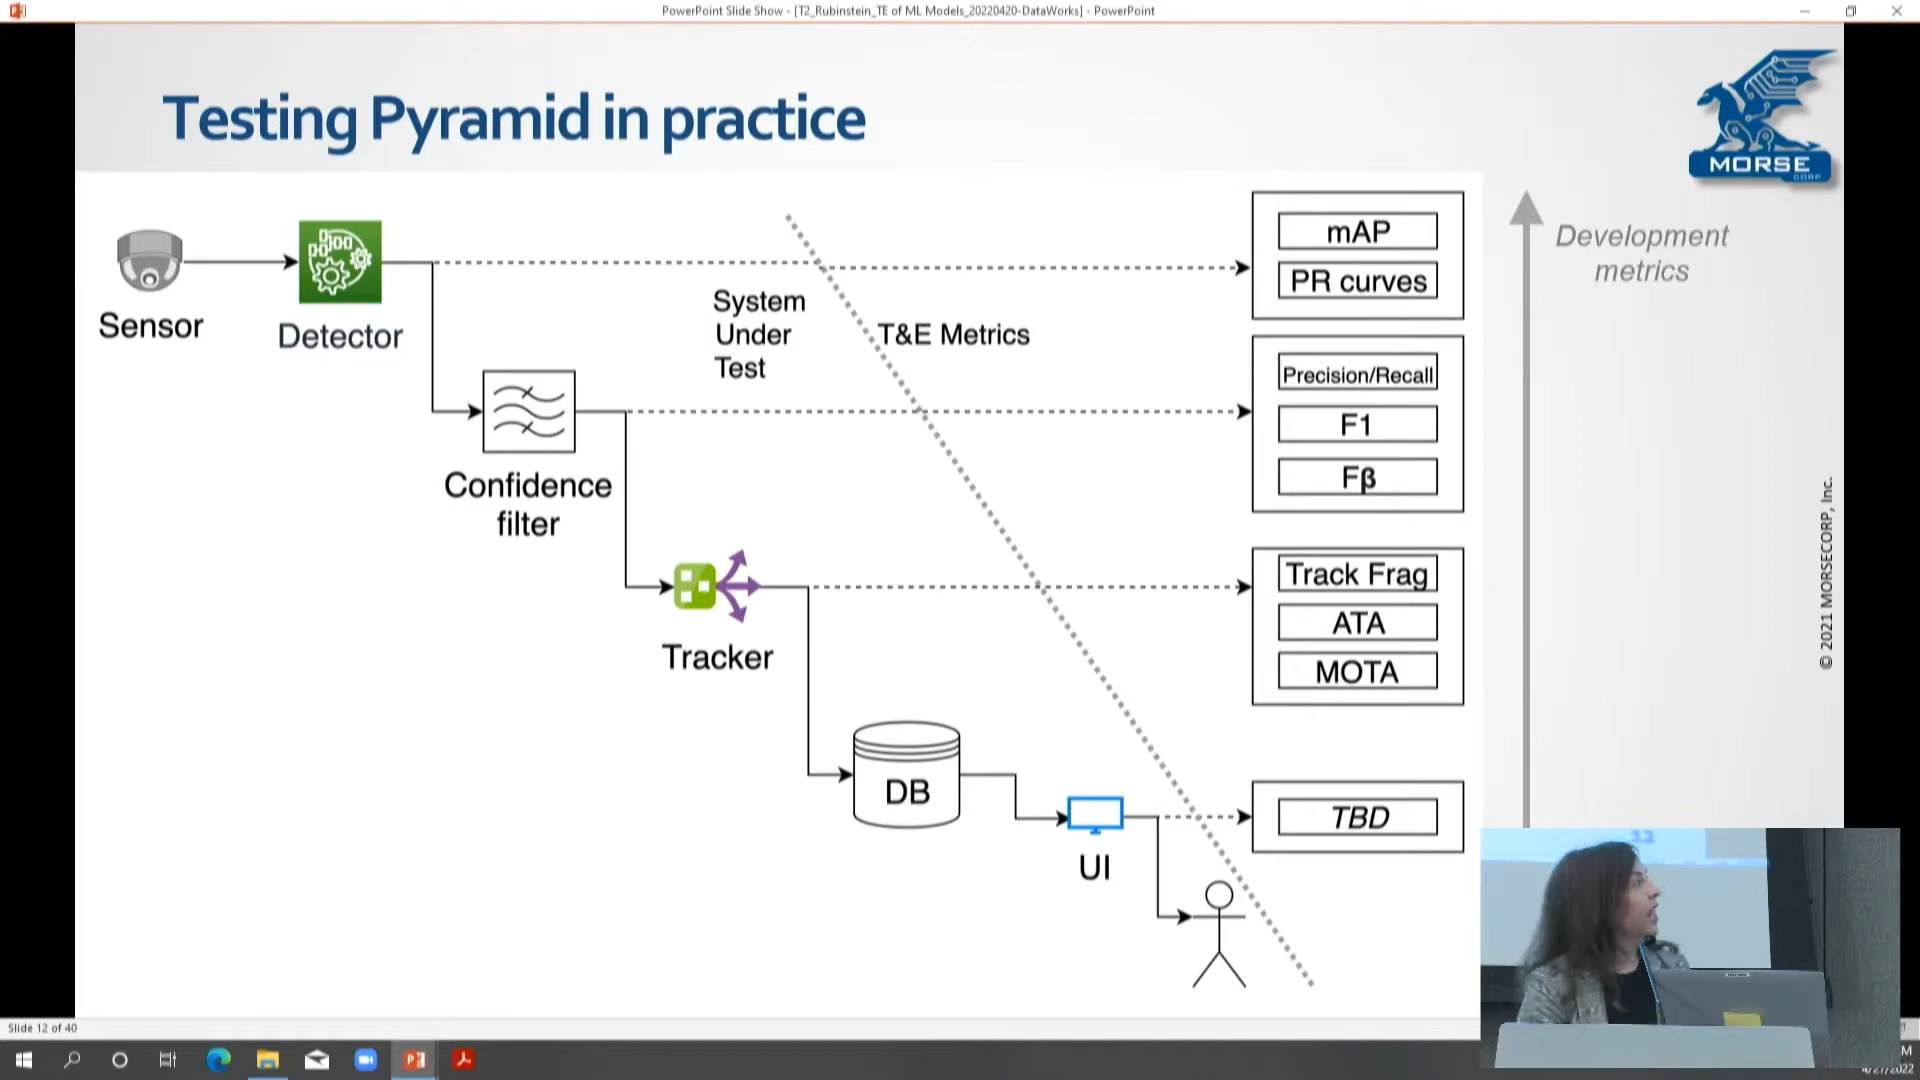 PowerPoint Slide Show - [T2_Rubinstein_TE of ML Models_20220420-DataWorks] - PowerPoint
Testing Pyramid in practice
MORSE
CORP
Sensor
Detector
System
Under
Test
T&E Metrics
mAP
PR curves
Development
metrics
Confidence
filter
Precision/Recall
F1
Fβ
Tracker
Track Frag
ATA
MOTA
DB
UI
TBD
© 2021 MORSECORP, Inc.
12
Slide 12 of 40